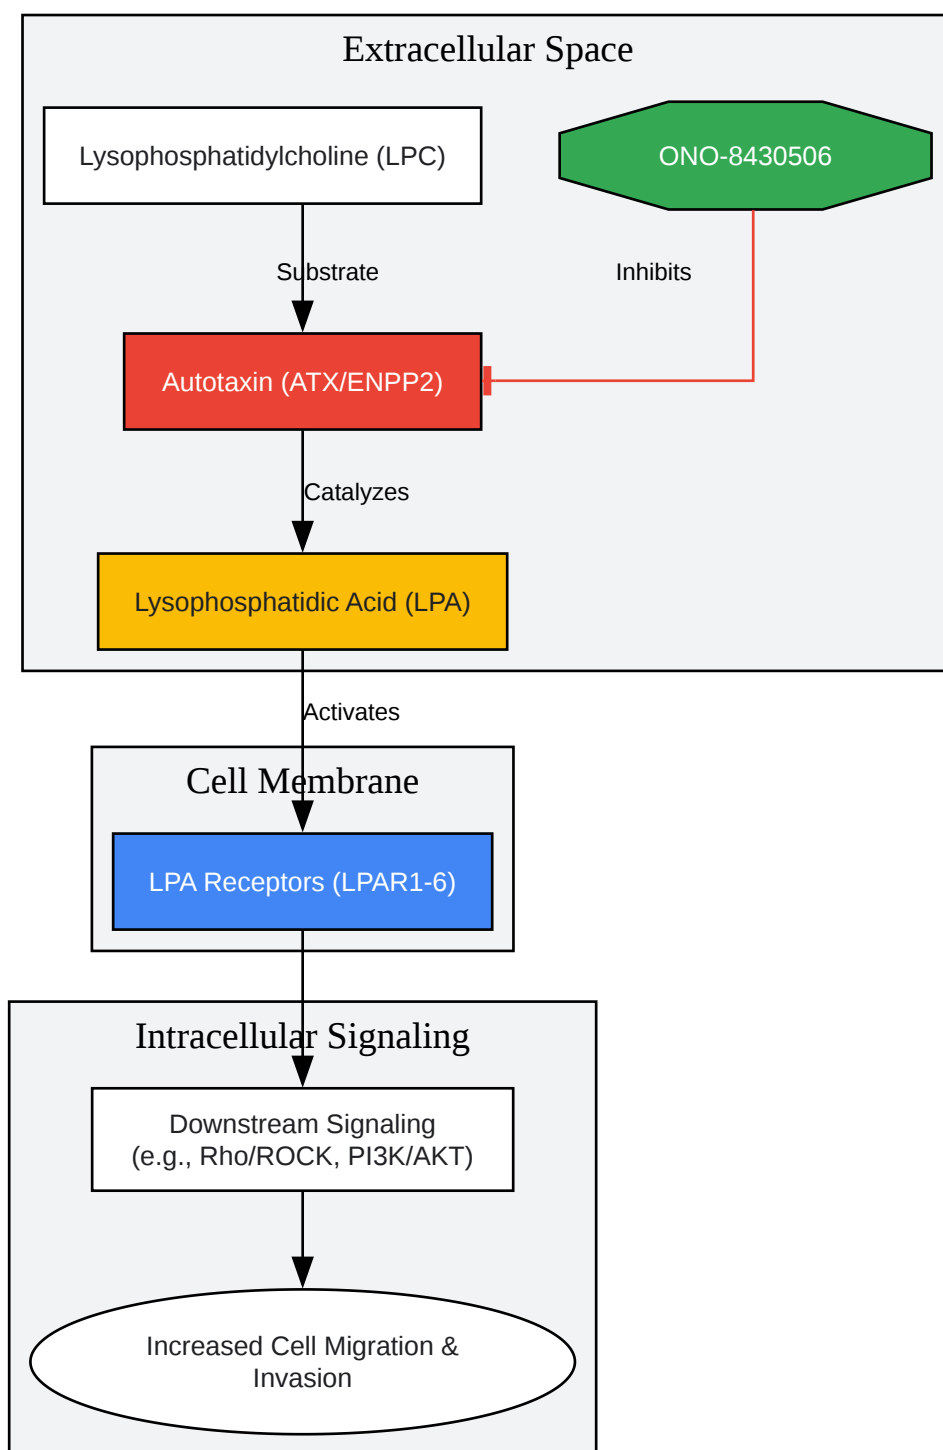 Extracellular Space
Lysophosphatidylcholine (LPC)
ONO-8430506
Substrate
Inhibits
Autotaxin (ATX/ENPP2)
Catalyzes
Lysophosphatidic Acid (LPA)
Activates
Cell Membrane
LPA Receptors (LPAR1-6)
Intracellular Signaling
Downstream Signaling
(e.g., Rho/ROCK, PI3K/AKT)
Increased Cell Migration &
Invasion